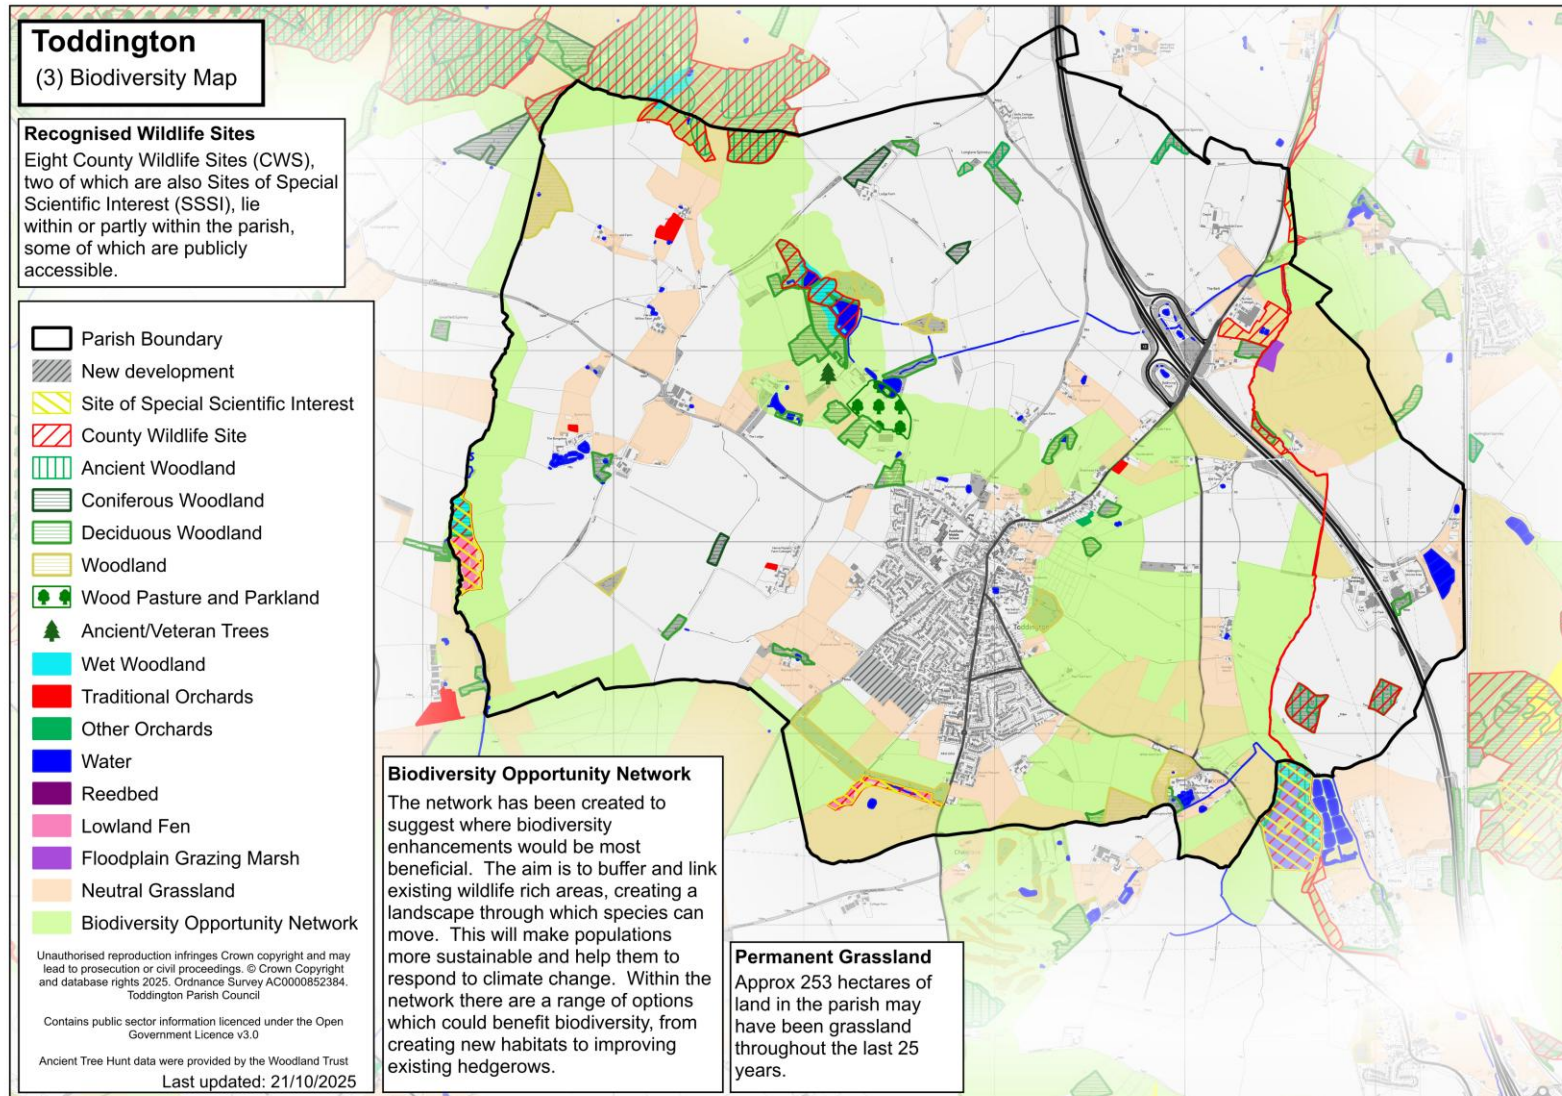 Toddington
(3) Biodiversity Map
Recognised Wildlife Sites
Eight County Wildlife Sites (CWS),
two of which are also Sites of Special
Scientific Interest (SSSI), lie
within or partly within the parish,
some of which are publicly
accessible.
Parish Boundary
New development
Site of Special Scientific Interest
County Wildlife Site
Ancient Woodland
Coniferous Woodland
Deciduous Woodland
Woodland
Wood Pasture and Parkland
Ancient/Veteran Trees
Wet Woodland
Traditional Orchards
Other Orchards
Water
Reedbed
Lowland Fen
Floodplain Grazing Marsh
Neutral Grassland
Biodiversity Opportunity Network
Unauthorised reproduction infringes Crown copyright and may
lead to prosecution or civil proceedings. © Crown Copyright
and database rights 2025. Ordnance Survey AC0000852384.
Toddington Parish Council
Contains public sector information licenced under the Open
Government Licence v3.0
Ancient Tree Hunt data were provided by the Woodland Trust
Last updated: 21/10/2025
Biodiversity Opportunity Network
The network has been created to
suggest where biodiversity
enhancements would be most
beneficial. The aim is to buffer and link
existing wildlife rich areas, creating a
landscape through which species can
move. This will make populations
more sustainable and help them to
respond to climate change. Within the
network there are a range of options
which could benefit biodiversity, from
creating new habitats to improving
existing hedgerows.
Permanent Grassland
Approx 253 hectares of
land in the parish may
have been grassland
throughout the last 25
years.
Toddington